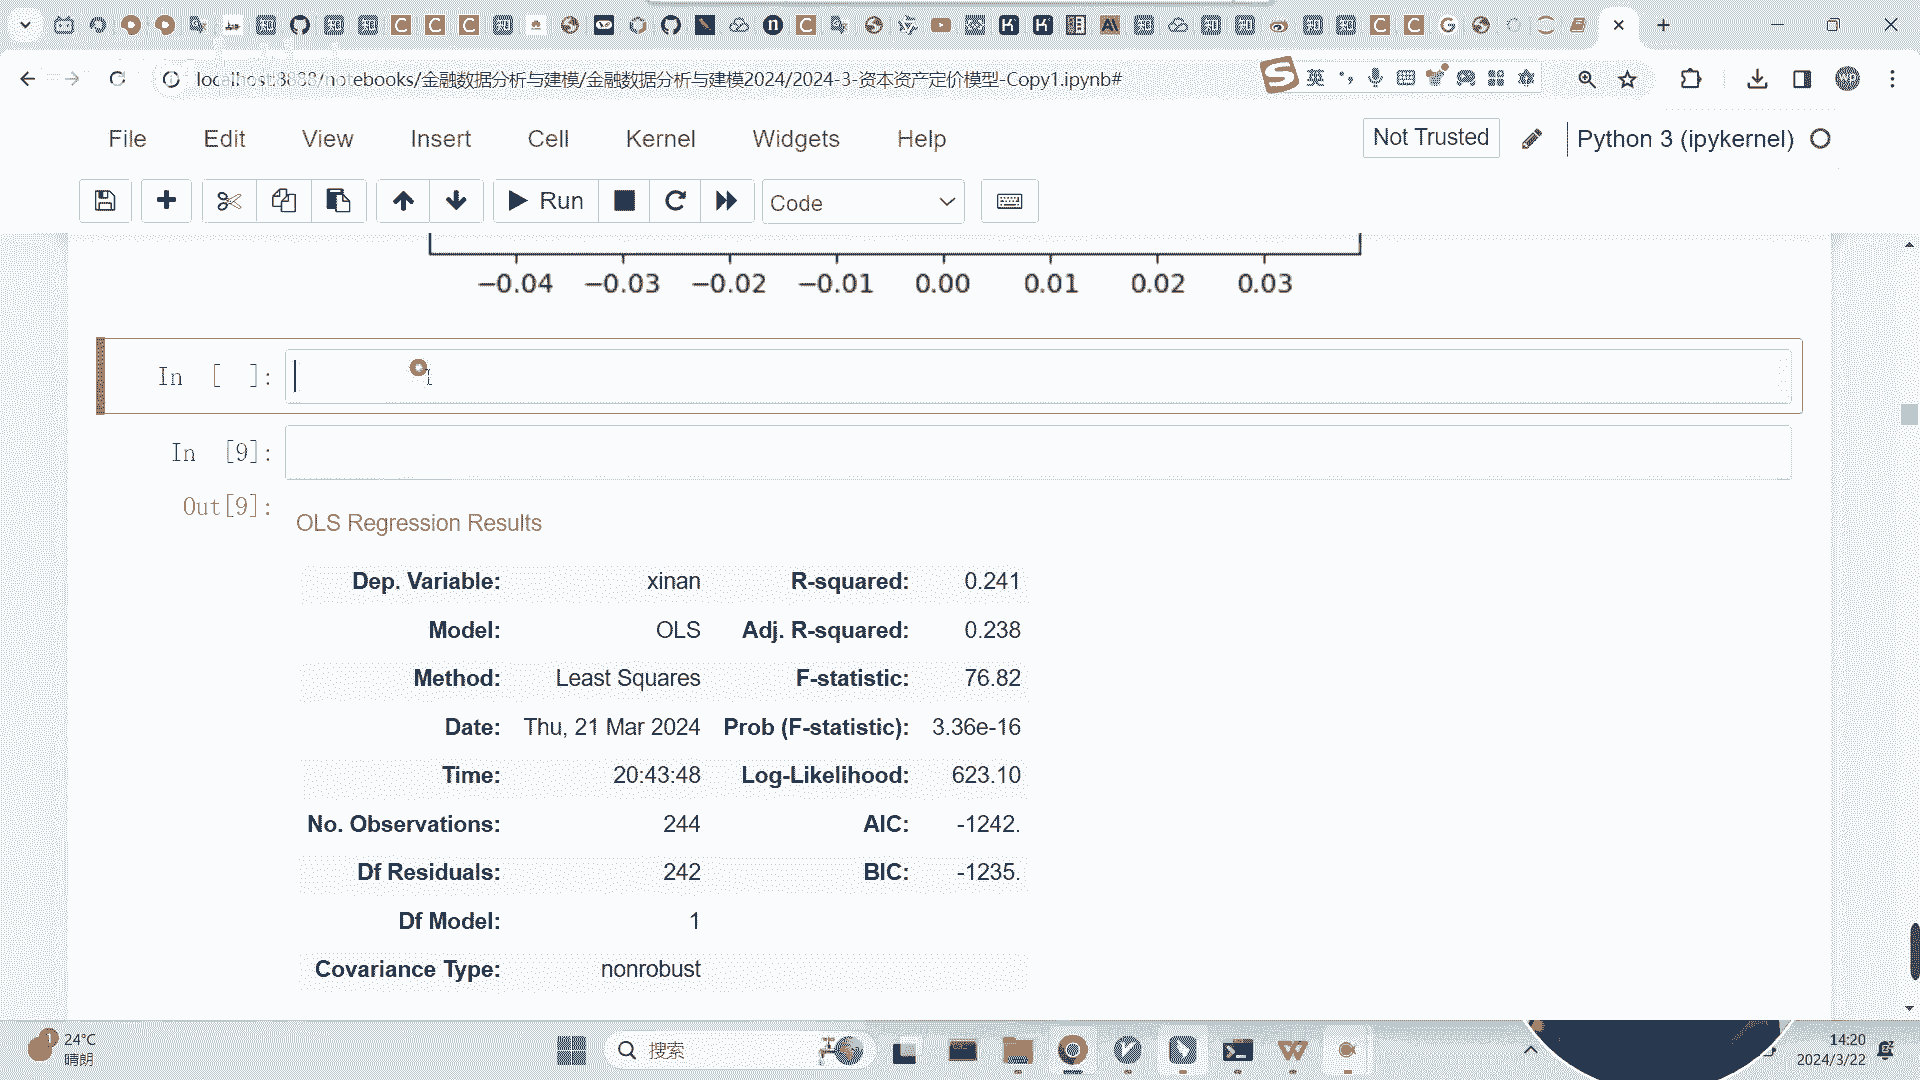 localhost:8888/notebooks/金融数据分析与建模/金融数据分析与建模2024/2024-3-资本资产定价模型-Copy1.ipynb#
英
File Edit View Insert Cell Kernel Widgets Help Not Trusted Python 3 (ipykernel)
Run Code
−0.04 −0.03 −0.02 −0.01 0.00 0.01 0.02 0.03
In [ ]:
In [9]:
Out[9]:
OLS Regression Results
Dep. Variable: xinan R-squared: 0.241
Model: OLS Adj. R-squared: 0.238
Method: Least Squares F-statistic: 76.82
Date: Thu, 21 Mar 2024 Prob (F-statistic): 3.36e-16
Time: 20:43:48 Log-Likelihood: 623.10
No. Observations: 244 AIC: -1242.
Df Residuals: 242 BIC: -1235.
Df Model: 1
Covariance Type: nonrobust
24°C
晴朗
搜索
14:20
2024/3/22